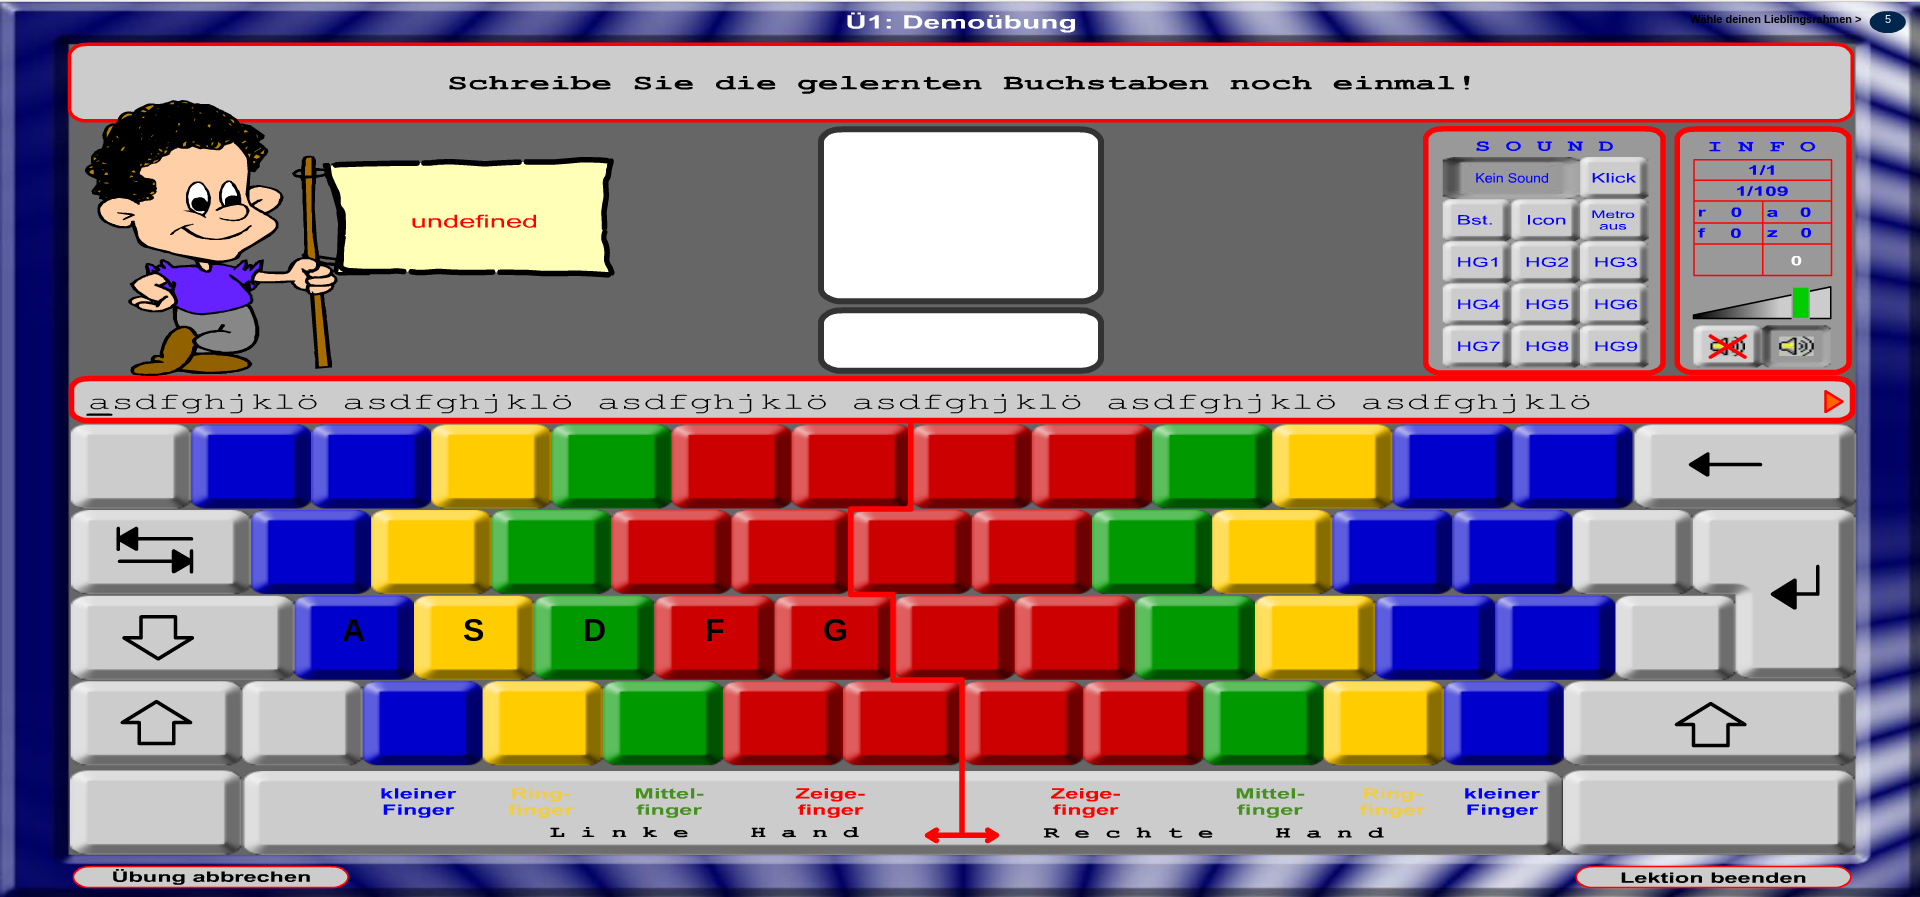 Ü1: Demoübung
Wähle deinen Lieblingsrahmen > 5
Schreibe Sie die gelernten Buchstaben noch einmal!
undefined
SOUND
Kein Sound Klick
Bst. Icon Metro aus
HG1 HG2 HG3
HG4 HG5 HG6
HG7 HG8 HG9
INFO
1/1
1/109
r 0 a 0
f 0 z 0
0
asdfghjklö asdfghjklö asdfghjklö asdfghjklö asdfghjklö asdfghjklö
A S D F G
kleiner Finger Ring-finger Mittel-finger Zeige-finger Zeige-finger Mittel-finger Ring-finger kleiner Finger
Linke Hand Rechte Hand
Übung abbrechen Lektion beenden